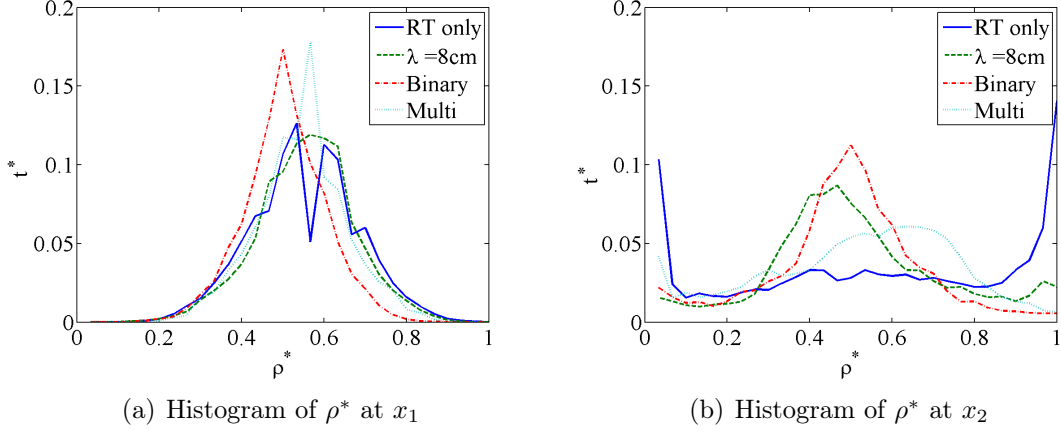 0.2
0.15
0.1
0.05
0
t*
0 0.2 0.4 0.6 0.8 1
ρ*
RT only
λ =8cm
Binary
Multi
(a) Histogram of ρ* at x₁
0.2
0.15
0.1
0.05
0
t*
0 0.2 0.4 0.6 0.8 1
ρ*
RT only
λ =8cm
Binary
Multi
(b) Histogram of ρ* at x₂